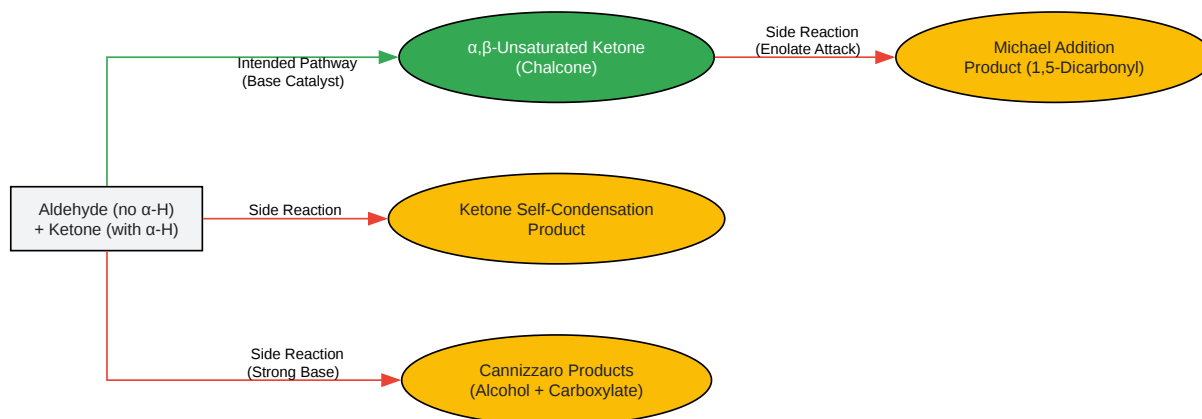 α,β-Unsaturated Ketone
(Chalcone)
Side Reaction
(Enolate Attack)
Michael Addition
Product (1,5-Dicarbonyl)
Intended Pathway
(Base Catalyst)
Aldehyde (no α-H)
+ Ketone (with α-H)
Side Reaction
Ketone Self-Condensation
Product
Side Reaction
(Strong Base)
Cannizzaro Products
(Alcohol + Carboxylate)